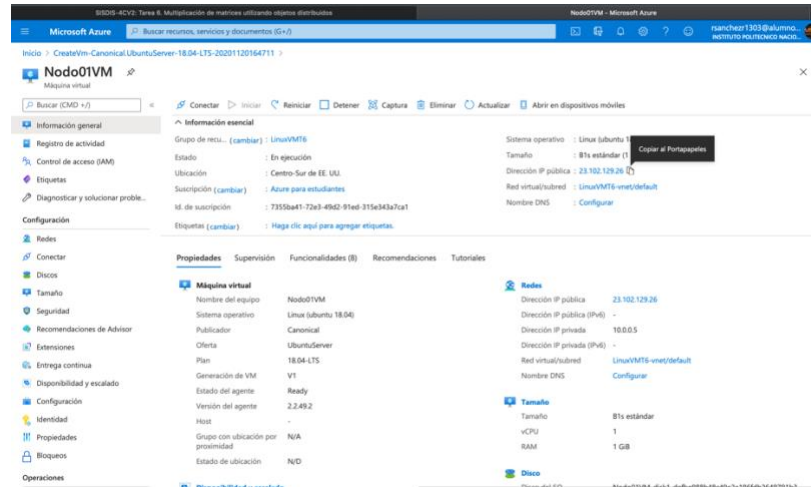 SISDIS-4CV2: Tarea 6. Multiplicación de matrices utilizando objetos distribuidos
Nodo01VM - Microsoft Azure
Microsoft Azure
Buscar recursos, servicios y documentos (G+/)
rsanchezr1303@alumno...
INSTITUTO POLITECNICO NACIO...
Inicio > CreateVm-Canonical.UbuntuServer-18.04-LTS-20201120164711 >
Nodo01VM
Máquina virtual
Buscar (CMD +/)
Información general
Registro de actividad
Control de acceso (IAM)
Etiquetas
Diagnosticar y solucionar proble...
Configuración
Redes
Conectar
Discos
Tamaño
Seguridad
Recomendaciones de Advisor
Extensiones
Entrega continua
Disponibilidad y escalado
Configuración
Identidad
Propiedades
Bloqueos
Operaciones
Conectar Iniciar Reiniciar Detener Captura Eliminar Actualizar Abrir en dispositivos móviles
Información esencial
Grupo de recu... (cambiar) : LinuxVMT6
Estado : En ejecución
Ubicación : Centro-Sur de EE. UU.
Suscripción (cambiar) : Azure para estudiantes
Id. de suscripción : 7355ba41-72e3-49d2-91ed-315e343a7ca1
Etiquetas (cambiar) : Haga clic aquí para agregar etiquetas.
Sistema operativo : Linux (ubuntu 1
Tamaño : B1s estándar (1
Copiar al Portapapeles
Dirección IP pública : 23.102.129.26
Red virtual/subred : LinuxVMT6-vnet/default
Nombre DNS : Configurar
Propiedades Supervisión Funcionalidades (8) Recomendaciones Tutoriales
Máquina virtual
Nombre del equipo Nodo01VM
Sistema operativo Linux (ubuntu 18.04)
Publicador Canonical
Oferta UbuntuServer
Plan 18.04-LTS
Generación de VM V1
Estado del agente Ready
Versión del agente 2.2.49.2
Host -
Grupo con ubicación por proximidad N/A
Estado de ubicación N/D
Redes
Dirección IP pública 23.102.129.26
Dirección IP pública (IPv6) -
Dirección IP privada 10.0.0.5
Dirección IP privada (IPv6) -
Red virtual/subred LinuxVMT6-vnet/default
Nombre DNS Configurar
Tamaño
Tamaño B1s estándar
vCPU 1
RAM 1 GiB
Disco